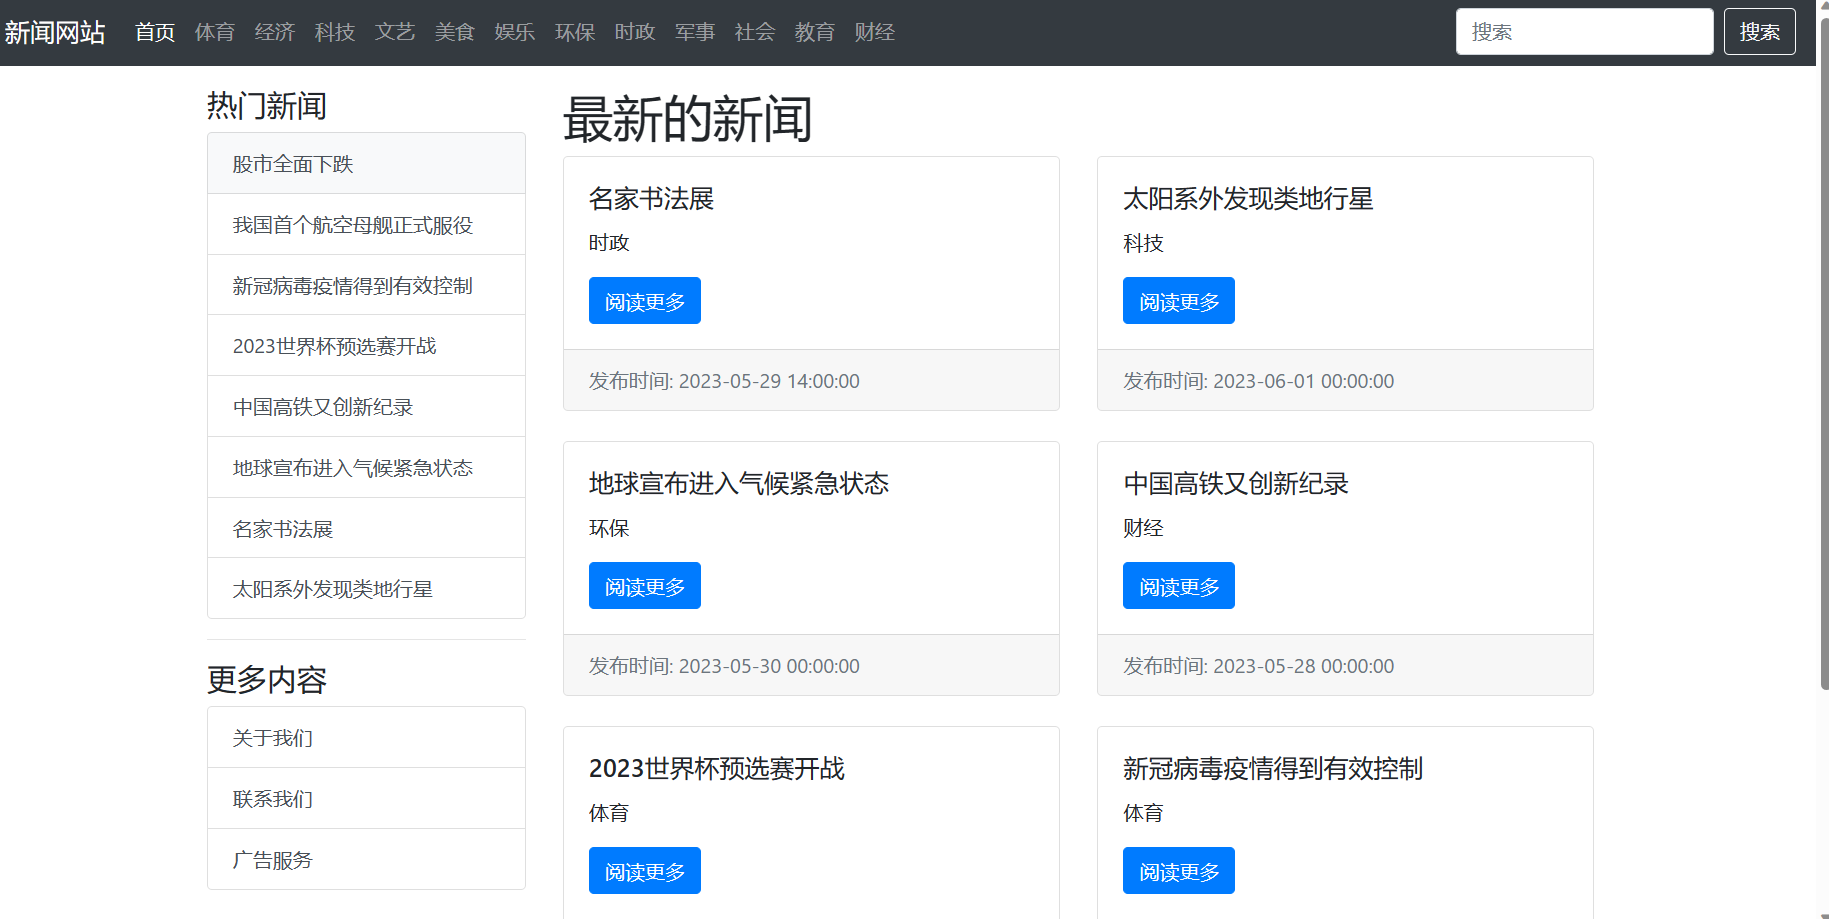 新闻网站 首页 体育 经济 科技 文艺 美食 娱乐 环保 时政 军事 社会 教育 财经 搜索 搜索
热门新闻
股市全面下跌
我国首个航空母舰正式服役
新冠病毒疫情得到有效控制
2023世界杯预选赛开战
中国高铁又创新纪录
地球宣布进入气候紧急状态
名家书法展
太阳系外发现类地行星
更多内容
关于我们
联系我们
广告服务
最新的新闻
名家书法展
时政
阅读更多
发布时间: 2023-05-29 14:00:00
太阳系外发现类地行星
科技
阅读更多
发布时间: 2023-06-01 00:00:00
地球宣布进入气候紧急状态
环保
阅读更多
发布时间: 2023-05-30 00:00:00
中国高铁又创新纪录
财经
阅读更多
发布时间: 2023-05-28 00:00:00
2023世界杯预选赛开战
体育
阅读更多
新冠病毒疫情得到有效控制
体育
阅读更多